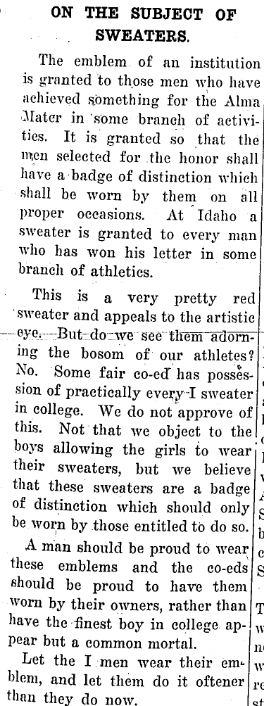 ON THE SUBJECT OF
SWEATERS.
The emblem of an institution
is granted to those men who have
achieved something for the Alma
Mater in some branch of activi-
ties. It is granted so that the
men selected for the honor shall
have a badge of distinction which
shall be worn by them on all
proper occasions. At Idaho a
sweater is granted to every man
who has won his letter in some
branch of athletics.
This is a very pretty red
sweater and appeals to the artistic
eye. But do we see them adorn-
ing the bosom of our athletes?
No. Some fair co-ed has posses-
sion of practically every I sweater
in college. We do not approve of
this. Not that we object to the
boys allowing the girls to wear
their sweaters, but we believe
that these sweaters are a badge
of distinction which should only
be worn by those entitled to do so.
A man should be proud to wear
these emblems and the co-eds
should be proud to have them
worn by their owners, rather than
have the finest boy in college ap-
pear but a common mortal.
Let the I men wear their em-
blem, and let them do it oftener
than they do now.